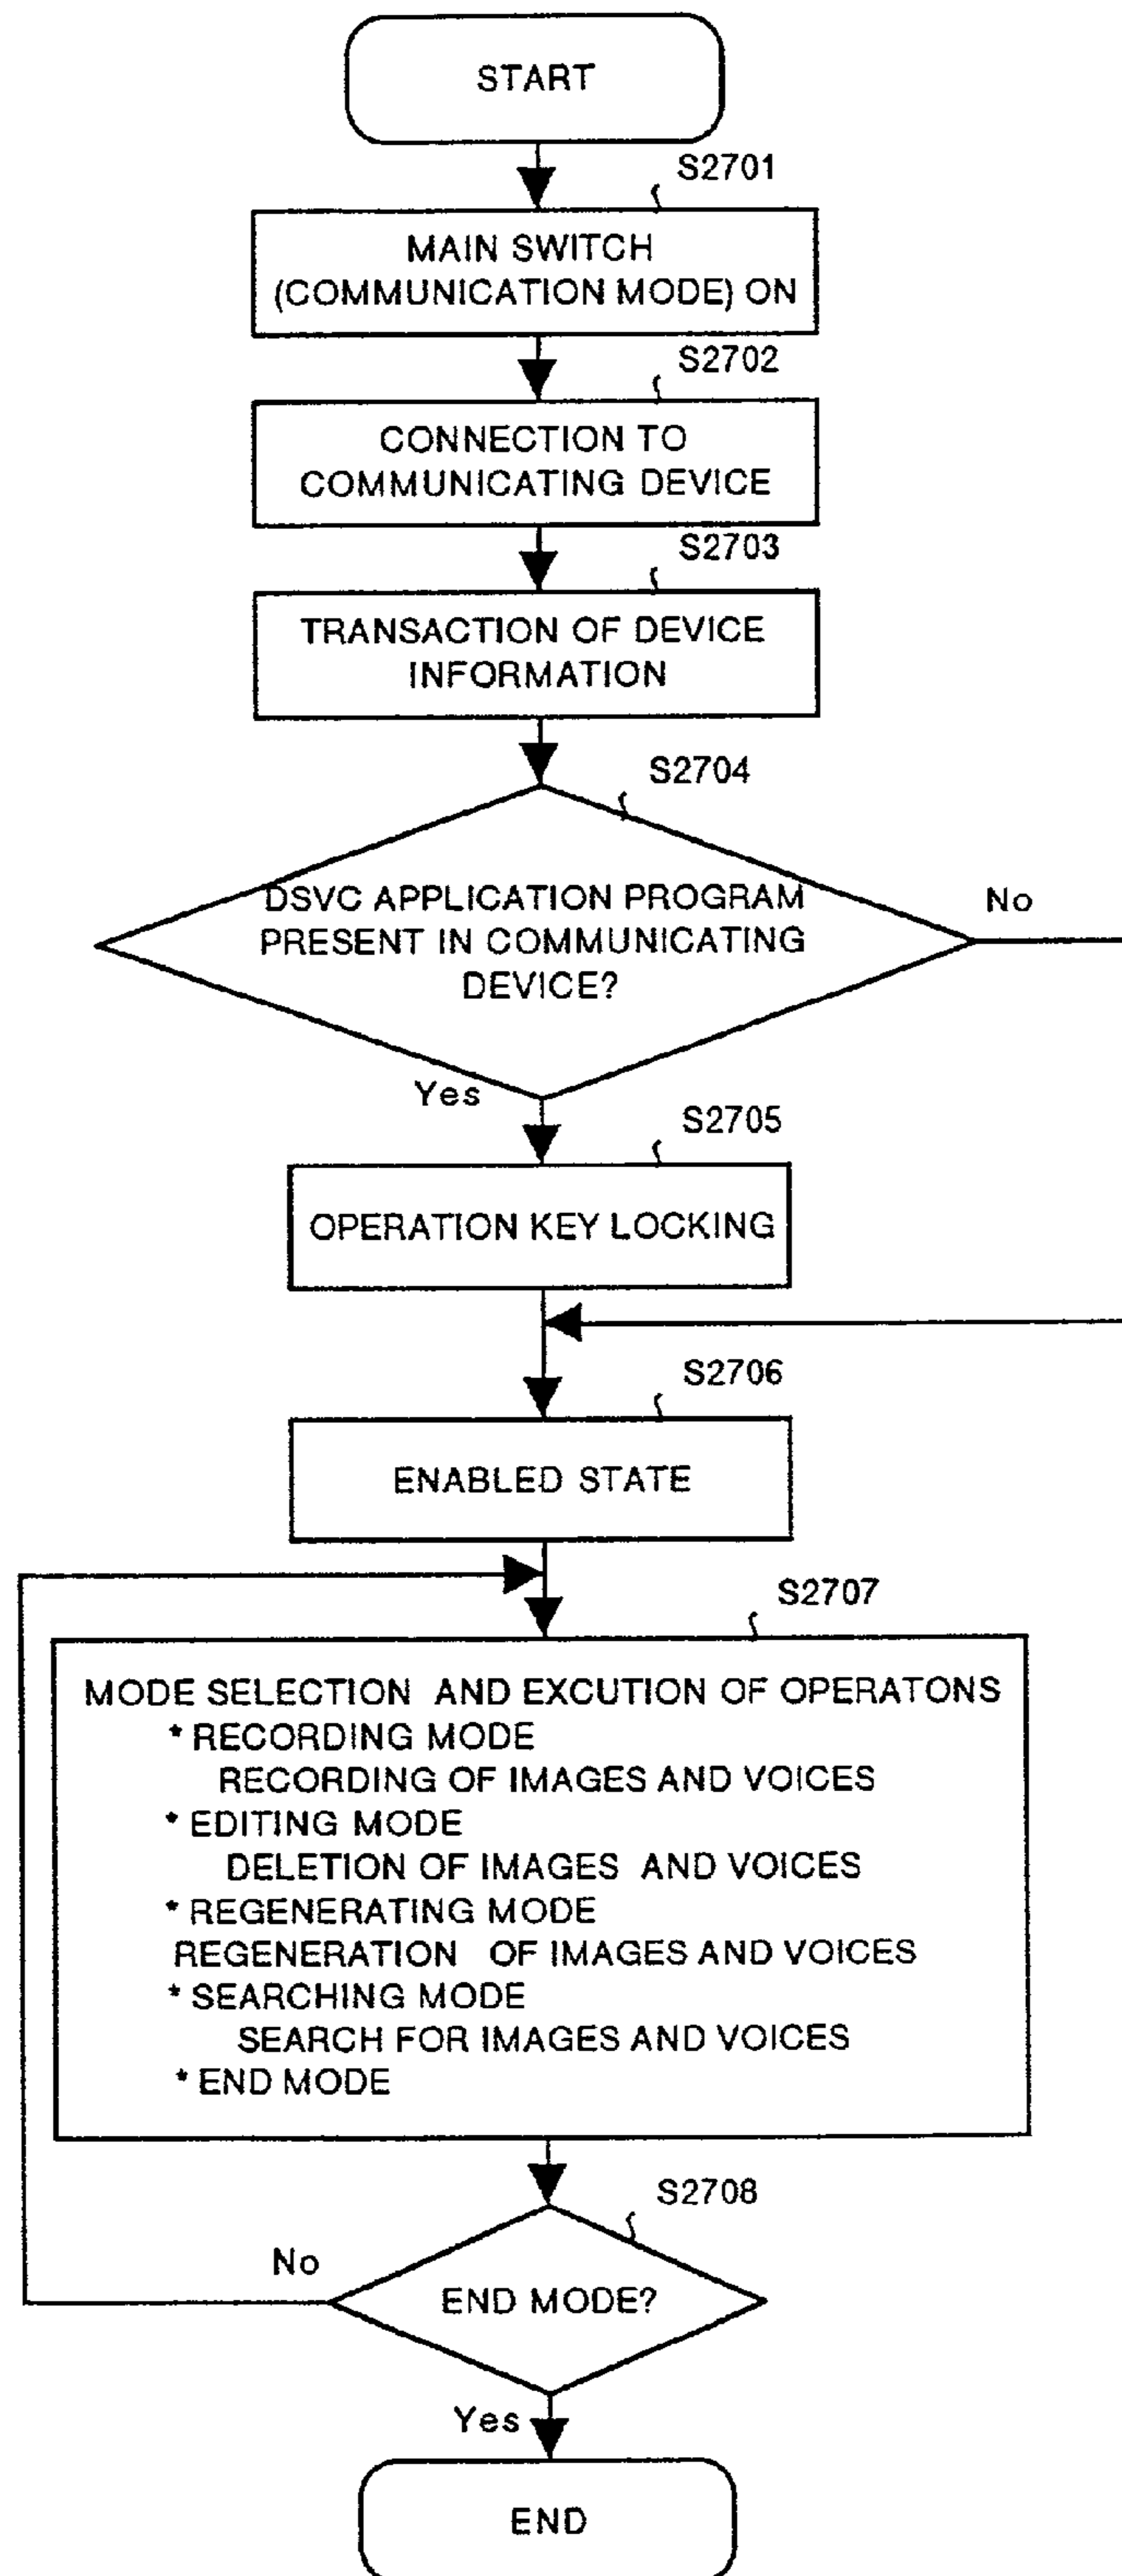 START
S2701
MAIN SWITCH
(COMMUNICATION MODE) ON
S2702
CONNECTION TO
COMMUNICATING DEVICE
S2703
TRANSACTION OF DEVICE
INFORMATION
S2704
DSVC APPLICATION PROGRAM
PRESENT IN COMMUNICATING
DEVICE?
No
Yes
S2705
OPERATION KEY LOCKING
S2706
ENABLED STATE
S2707
MODE SELECTION AND EXCUTION OF OPERATONS
* RECORDING MODE
RECORDING OF IMAGES AND VOICES
* EDITING MODE
DELETION OF IMAGES AND VOICES
* REGENERATING MODE
REGENERATION OF IMAGES AND VOICES
* SEARCHING MODE
SEARCH FOR IMAGES AND VOICES
* END MODE
S2708
No
END MODE?
Yes
END